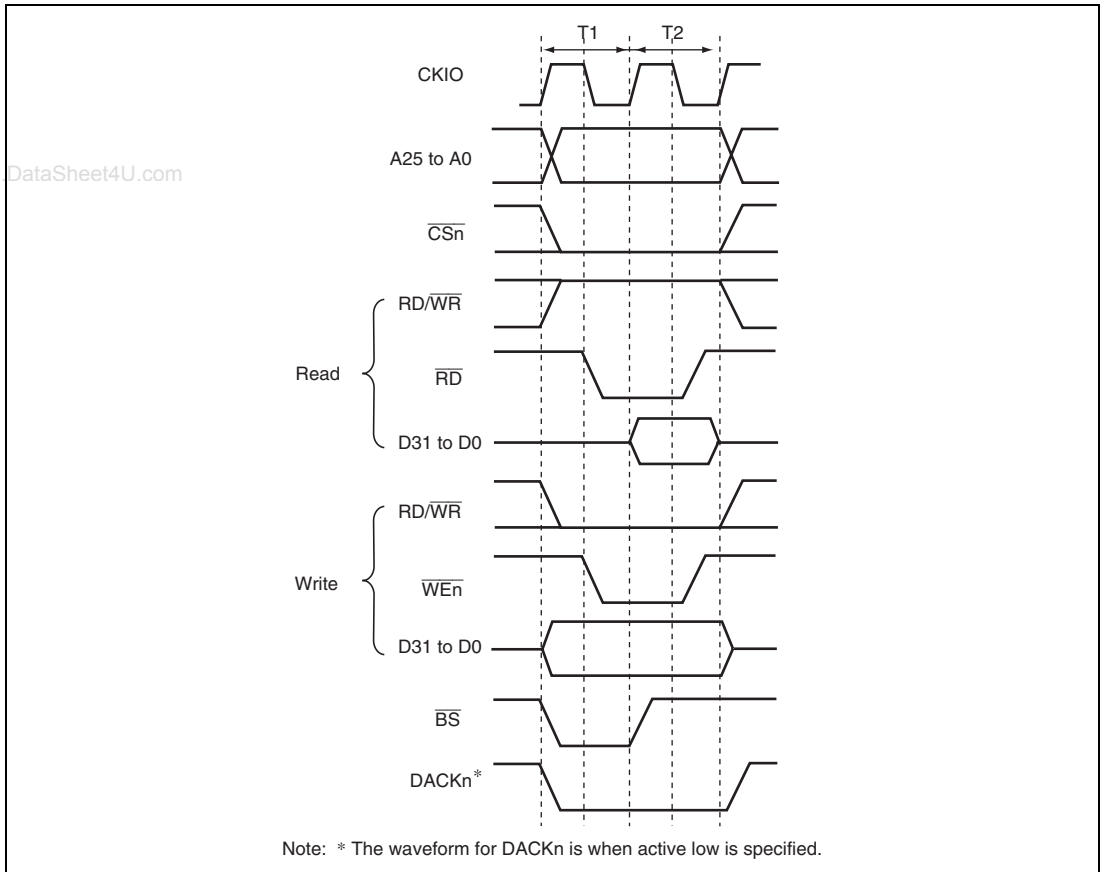 T1 T2
CKIO
A25 to A0
DataSheet4U.com
CSn
RD/WR
Read
RD
D31 to D0
RD/WR
Write
WEn
D31 to D0
BS
DACKn*
Note: * The waveform for DACKn is when active low is specified.